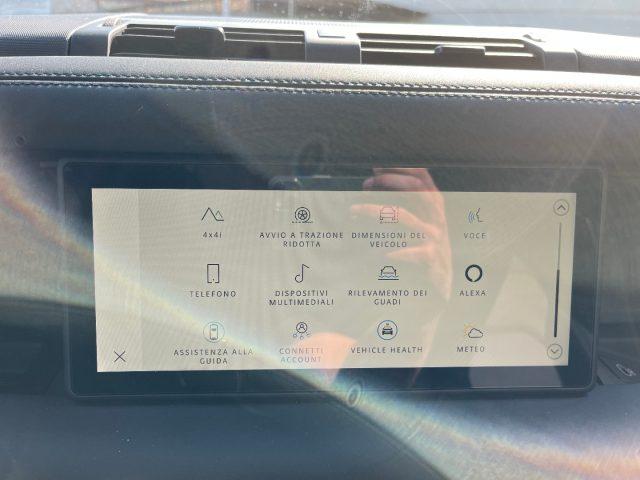 4x4i
AVVIO A TRAZIONE
RIDOTTA
DIMENSIONI DEL
VEICOLO
VOCE
TELEFONO
DISPOSITIVI
MULTIMEDIALI
RILEVAMENTO DEI
GUADI
ALEXA
ASSISTENZA ALLA
GUIDA
CONNETTI
ACCOUNT
VEHICLE HEALTH
METEO